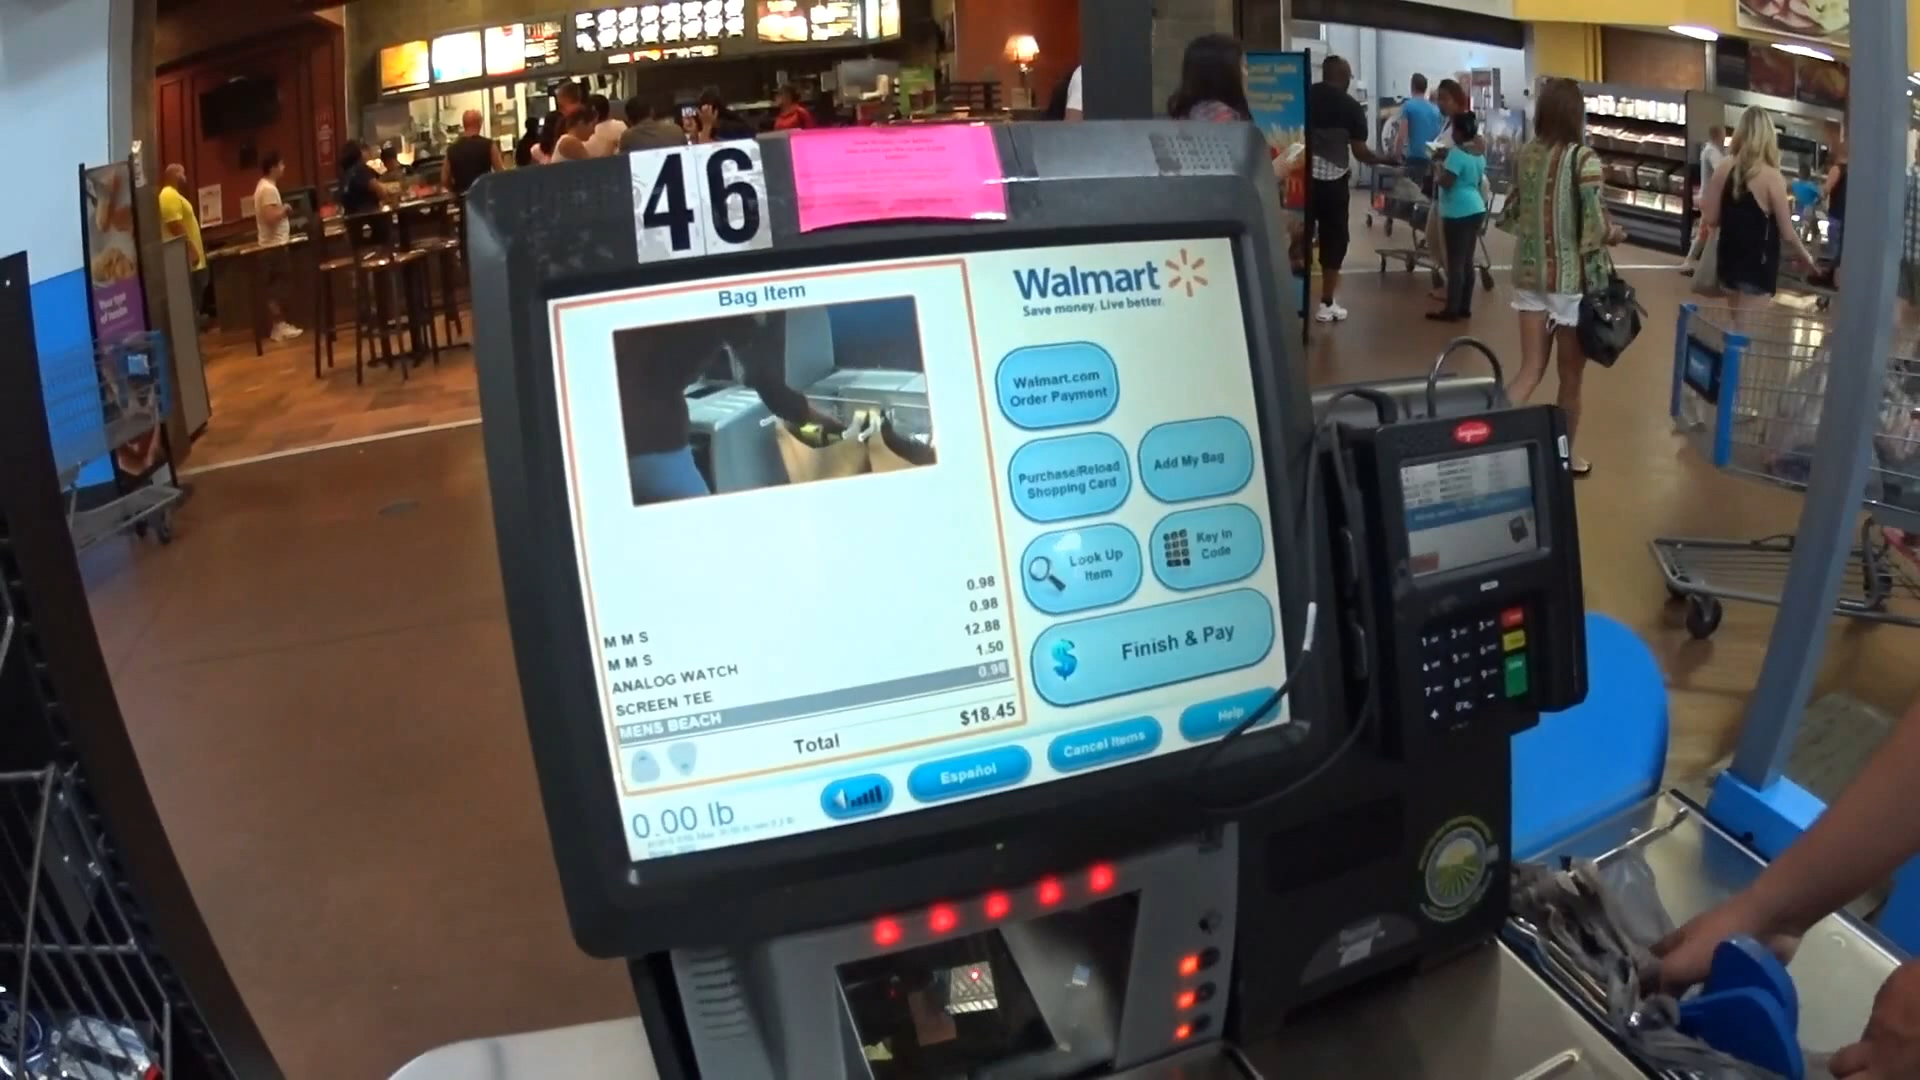 46
Bag Item
Walmart
Save money. Live better.
Walmart.com
Order Payment
Purchase/Reload
Shopping Card
Add My Bag
Look Up
Item
Key In
Code
$ Finish & Pay
M M S 0.98
M M S 0.98
ANALOG WATCH 12.88
SCREEN TEE 1.50
MENS BEACH 0.98
Total $18.45
0.00 lb
Español
Cancel Items
Help